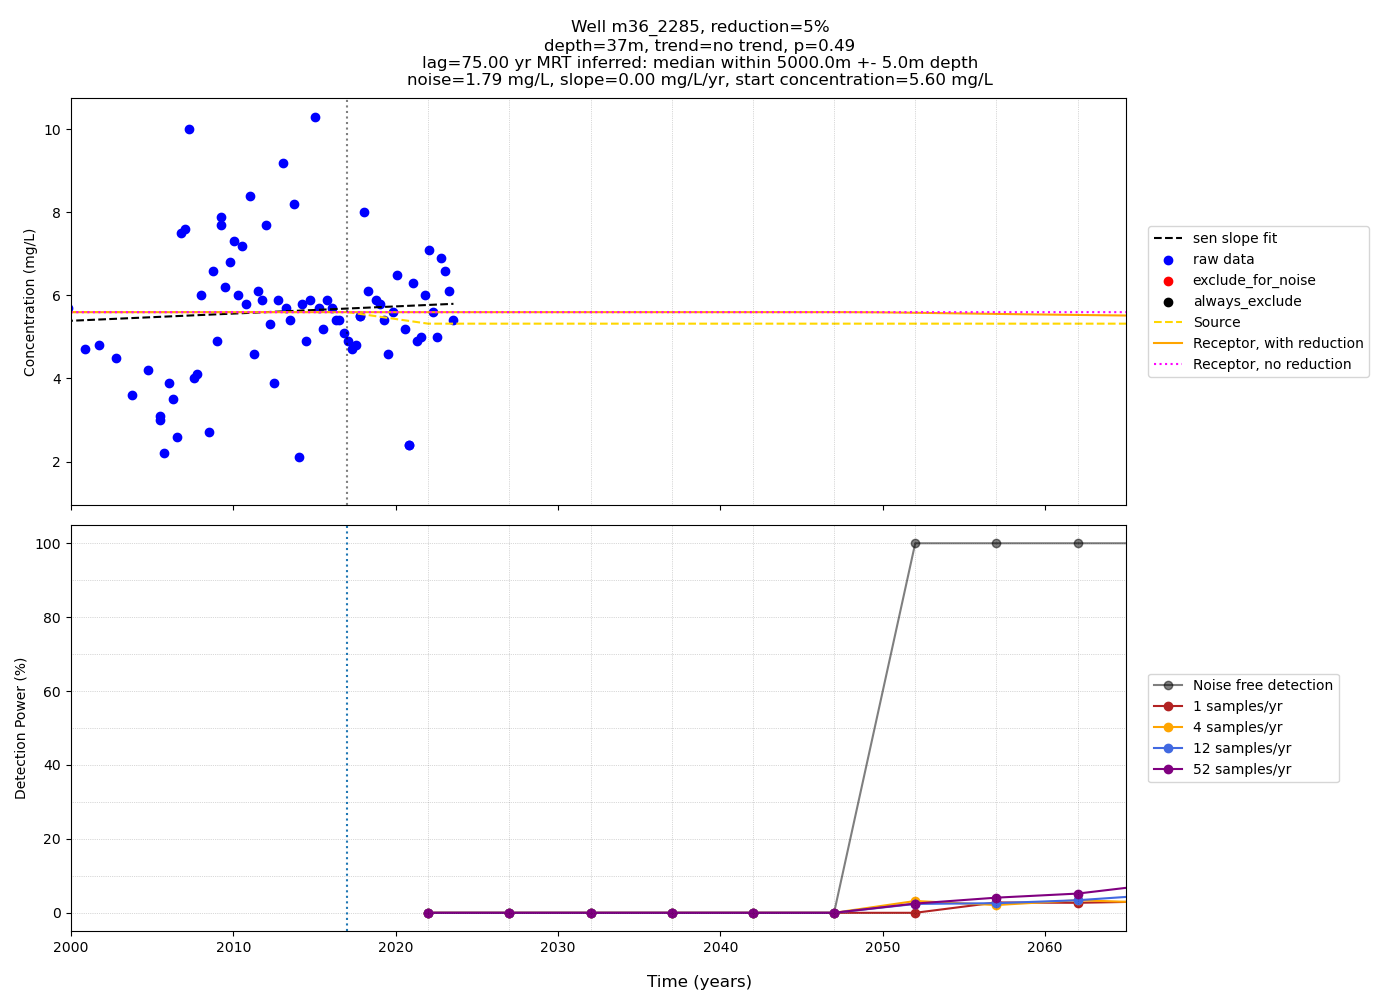 Well m36_2285, reduction=5%
depth=37m, trend=no trend, p=0.49
lag=75.00 yr MRT inferred: median within 5000.0m +- 5.0m depth
noise=1.79 mg/L, slope=0.00 mg/L/yr, start concentration=5.60 mg/L
Concentration (mg/L)
10
8
6
4
2
sen slope fit
raw data
exclude_for_noise
always_exclude
Source
Receptor, with reduction
Receptor, no reduction
Detection Power (%)
100
80
60
40
20
0
Noise free detection
1 samples/yr
4 samples/yr
12 samples/yr
52 samples/yr
2000 2010 2020 2030 2040 2050 2060
Time (years)